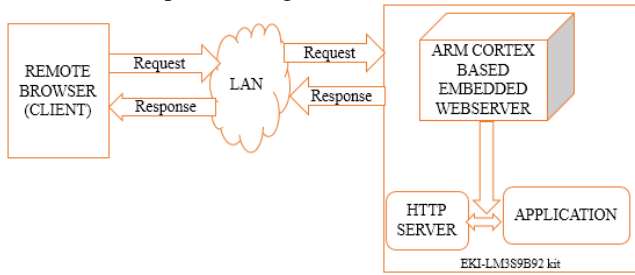 REMOTE
BROWSER
(CLIENT)
Request
Response
LAN
Request
Response
ARM CORTEX
BASED
EMBEDDED
WEBSERVER
HTTP
SERVER
APPLICATION
EKI-LM3S9B92 kit